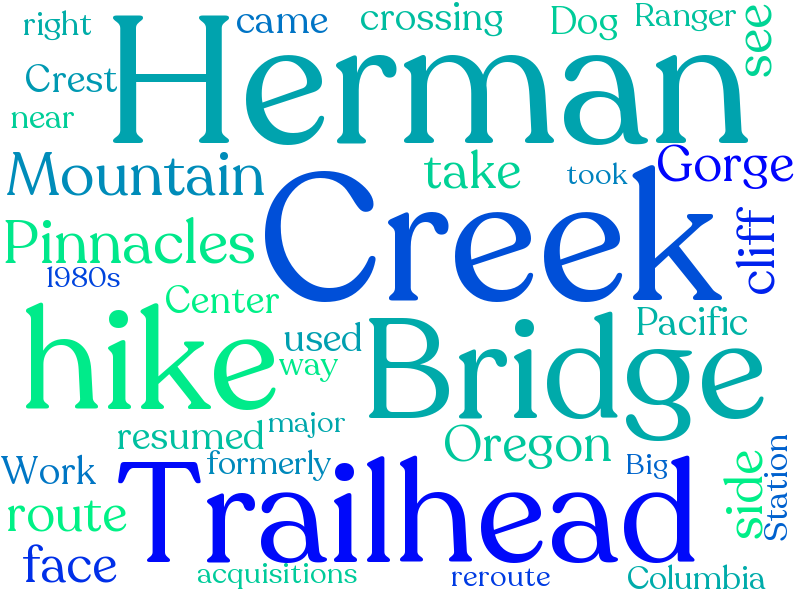 right
came
crossing
Dog
Ranger
see
Crest
Herman
near
Mountain
take
took
Gorge
Creek
Pinnacles
1980s
cliff
Center
hike
used
way
Bridge
Pacific
major
resumed
Oregon
Work
formerly
Big
side
Station
route
Trailhead
face
acquisitions
reroute
Columbia